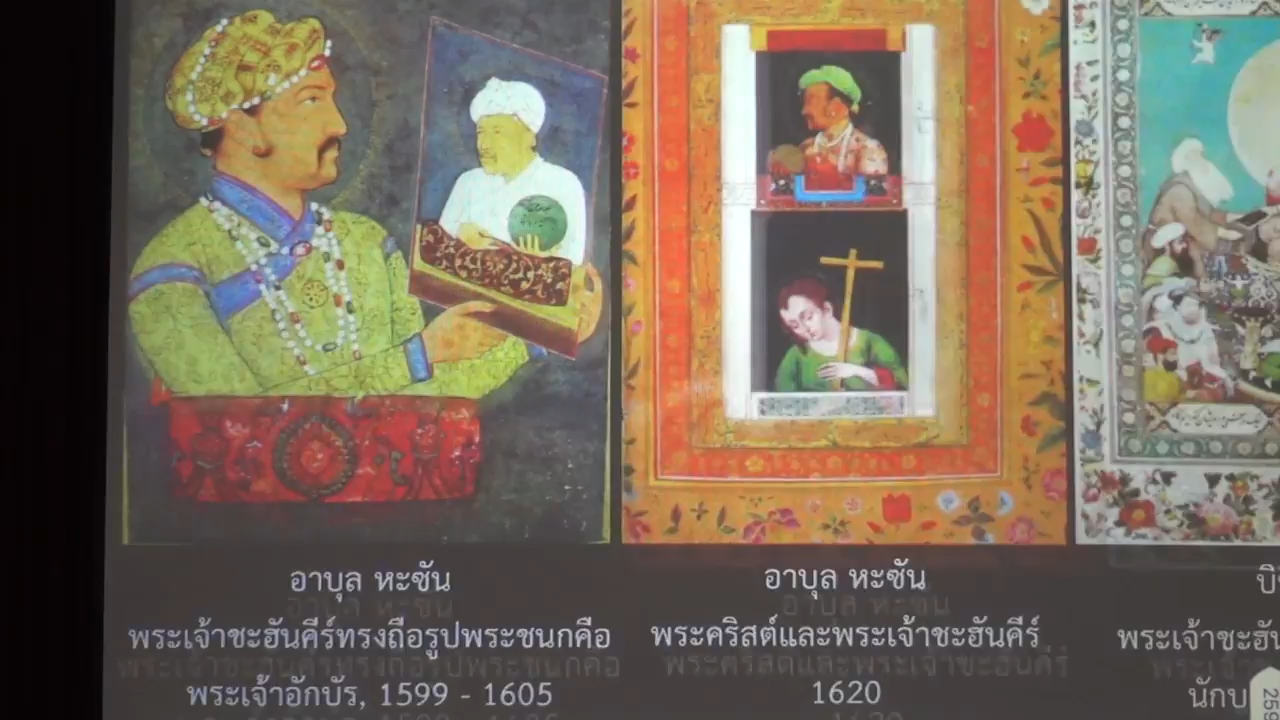 อาบุล หะซัน
พระเจ้าชะฮันคีร์ทรงถือรูปพระชนกคือ
พระเจ้าอักบัร, 1599 - 1605
อาบุล หะซัน
พระคริสต์และพระเจ้าชะฮันคีร์
1620
พระเจ้าชะฮัน
นักบ